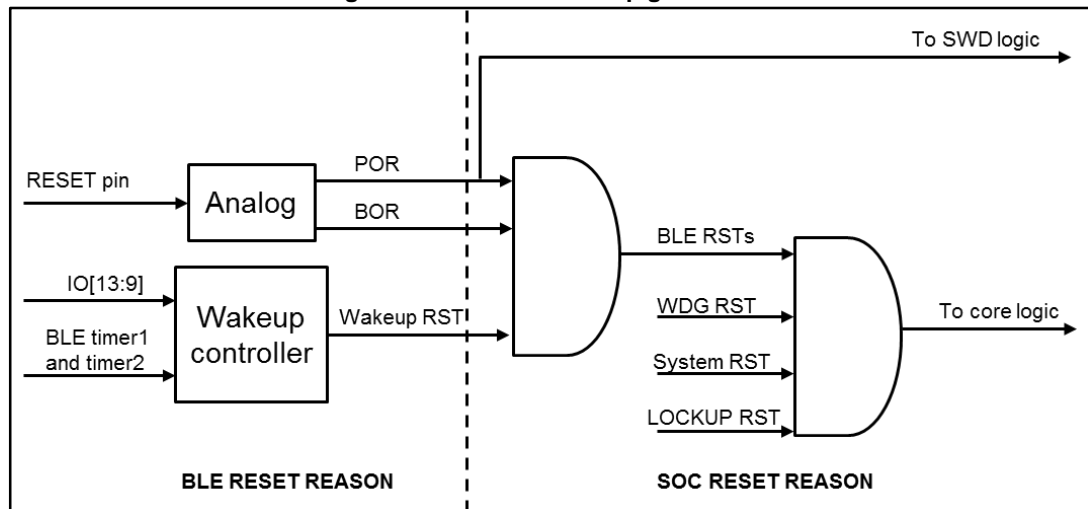 To SWD logic
RESET pin
Analog
POR
BOR
IO[13:9]
BLE timer1
and timer2
Wakeup
controller
Wakeup RST
BLE RSTs
WDG RST
System RST
LOCKUP RST
To core logic
BLE RESET REASON
SOC RESET REASON